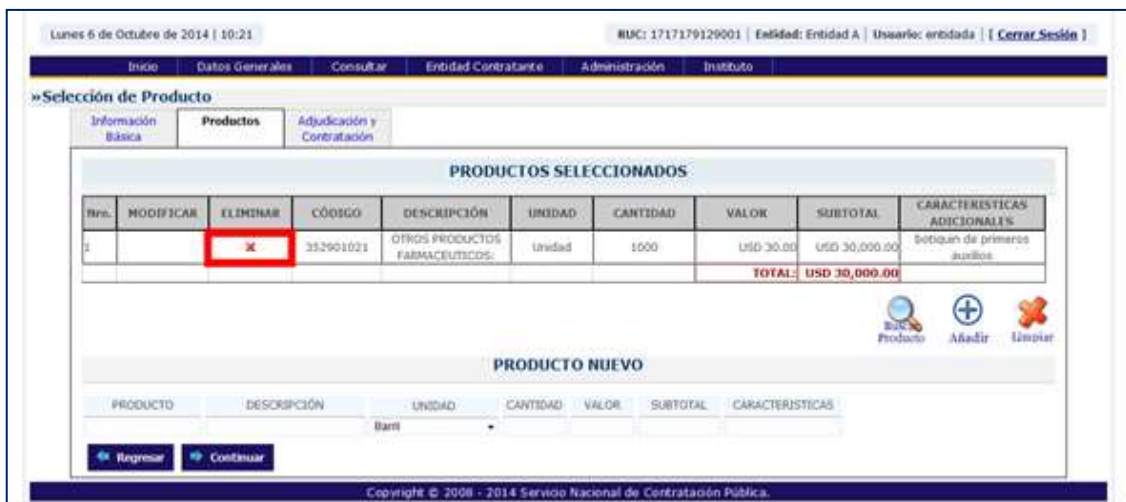 Lunes 6 de Octubre de 2014 | 10:21 RUC: 1717179129001 | Entidad: Entidad A | Usuario: entidada | [ Cerrar Sesión ]
Inicio Datos Generales Consultar Entidad Contratante Administración Instituto
»Selección de Producto
Información Básica Productos Adjudicación y Contratación
PRODUCTOS SELECCIONADOS
Nro. MODIFICAR ELIMINAR CÓDIGO DESCRIPCIÓN UNIDAD CANTIDAD VALOR SUBTOTAL CARACTERISTICAS ADICIONALES
1 352901021 OTROS PRODUCTOS FARMACEUTICOS: Unidad 1000 USD 30.00 USD 30,000.00 botiquin de primeros auxilios
TOTAL: USD 30,000.00
Buscar Producto Añadir Limpiar
PRODUCTO NUEVO
PRODUCTO DESCRIPCIÓN UNIDAD CANTIDAD VALOR SUBTOTAL CARACTERISTICAS
Barril
Regresar Continuar
Copyright © 2008 - 2014 Servicio Nacional de Contratación Pública.